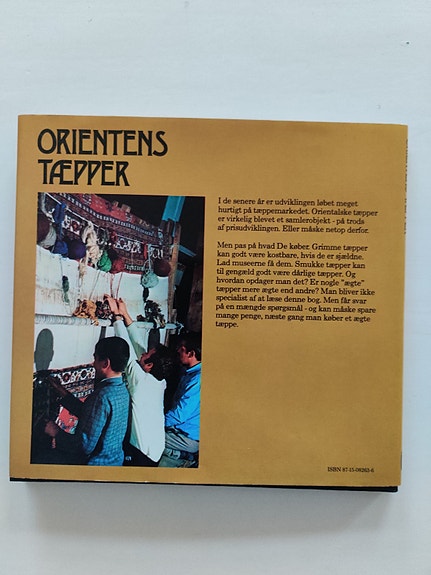 ORIENTENS
TÆPPER
I de senere år er udviklingen løbet meget
hurtigt på tæppemarkedet. Orientalske tæpper
er virkelig blevet et samlerobjekt - på trods
af prisudviklingen. Eller måske netop derfor.
Men pas på hvad De køber. Grimme tæpper
kan godt være kostbare, hvis de er sjældne.
Lad museerne få dem. Smukke tæpper kan
til gengæld godt være dårlige tæpper. Og
hvordan opdager man det? Er nogle "ægte"
tæpper mere ægte end andre? Man bliver ikke
specialist af at læse denne bog. Men får svar
på en mængde spørgsmål - og kan måske spare
mange penge, næste gang man køber et ægte
tæppe.
ISBN 87-15-08263-6